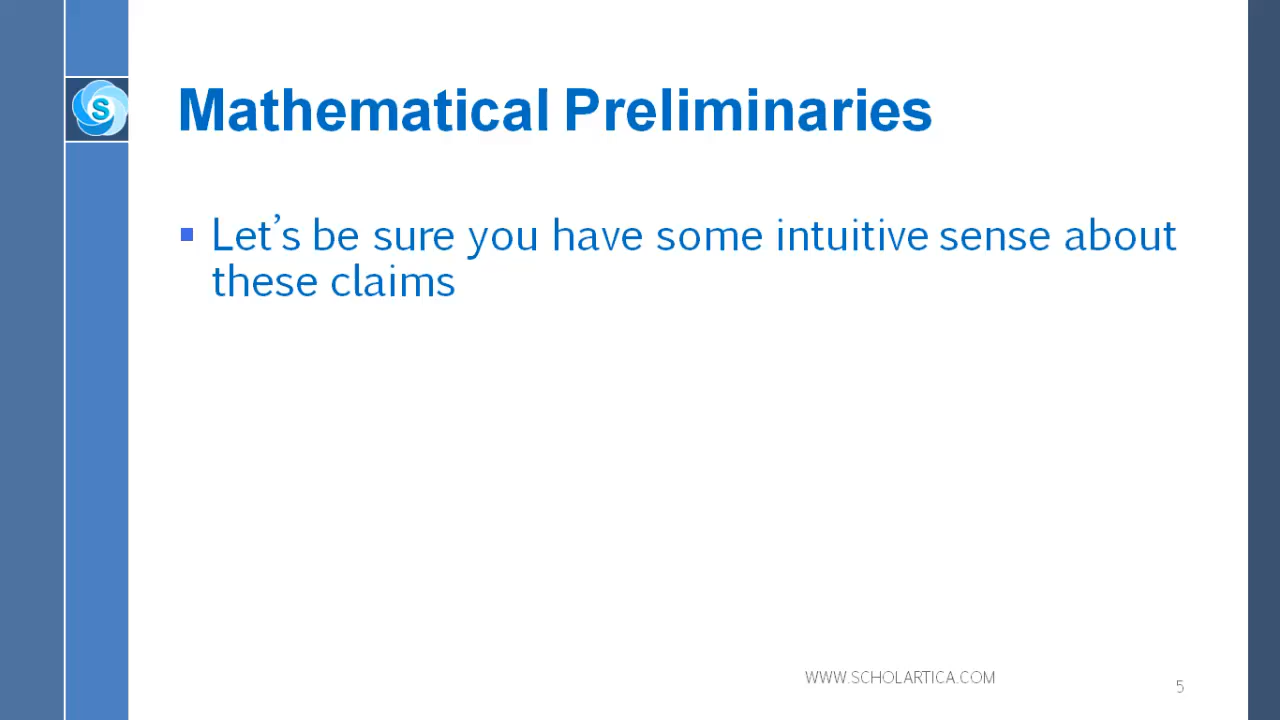 S
Mathematical Preliminaries
Let's be sure you have some intuitive sense about
these claims
WWW.SCHOLARTICA.COM
5